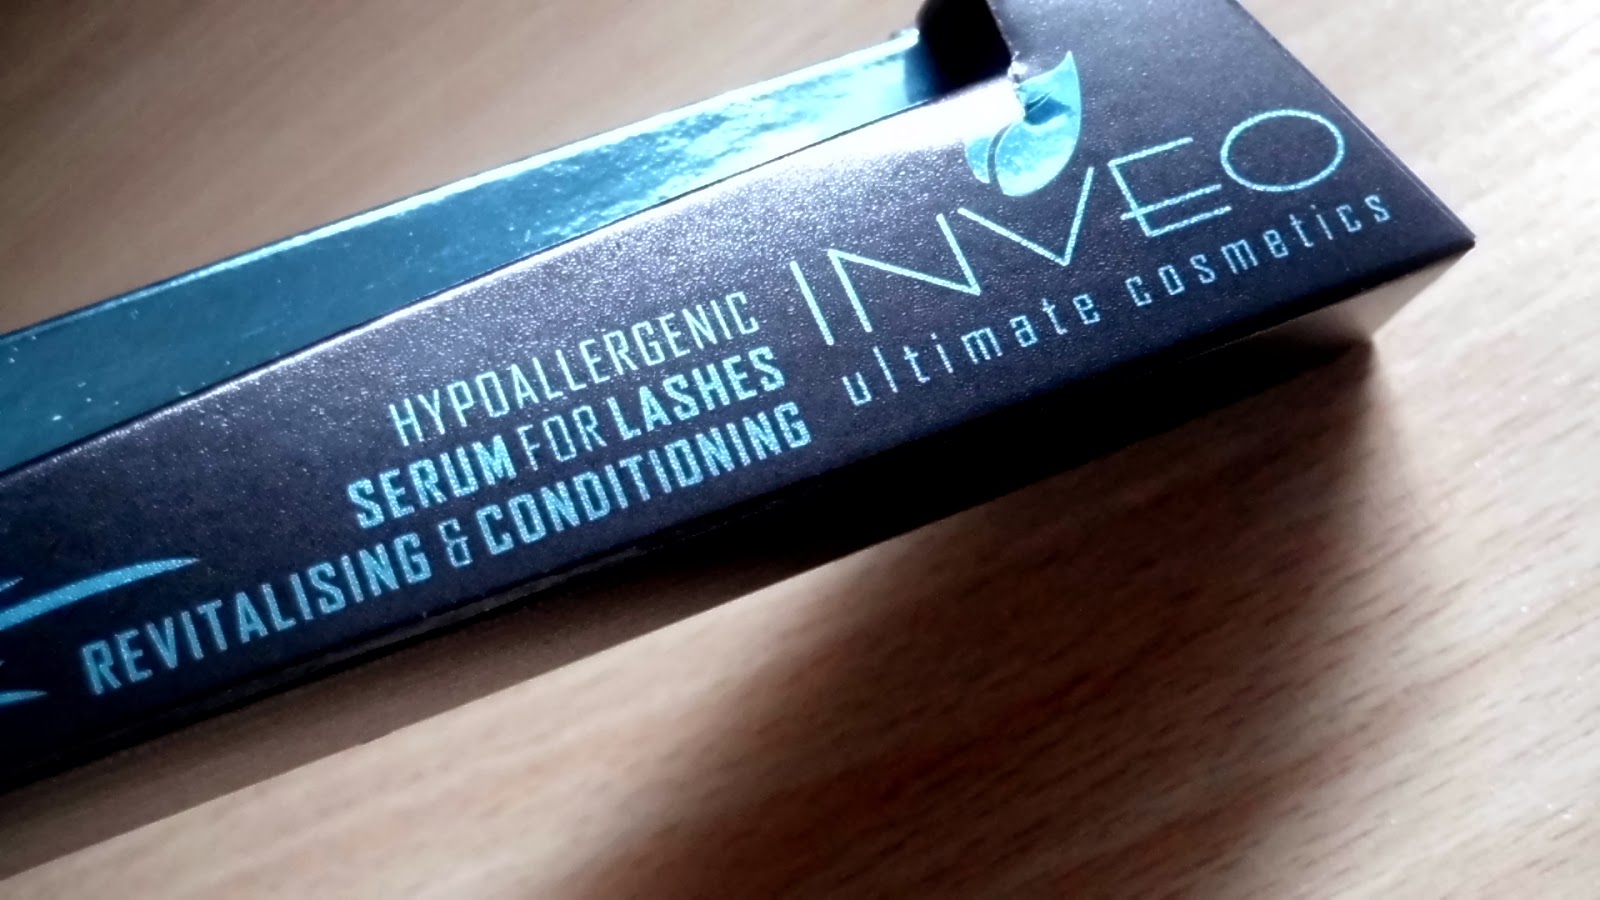 INVEO
ultimate cosmetics
HYPOALLERGENIC
SERUM FOR LASHES
REVITALISING & CONDITIONING